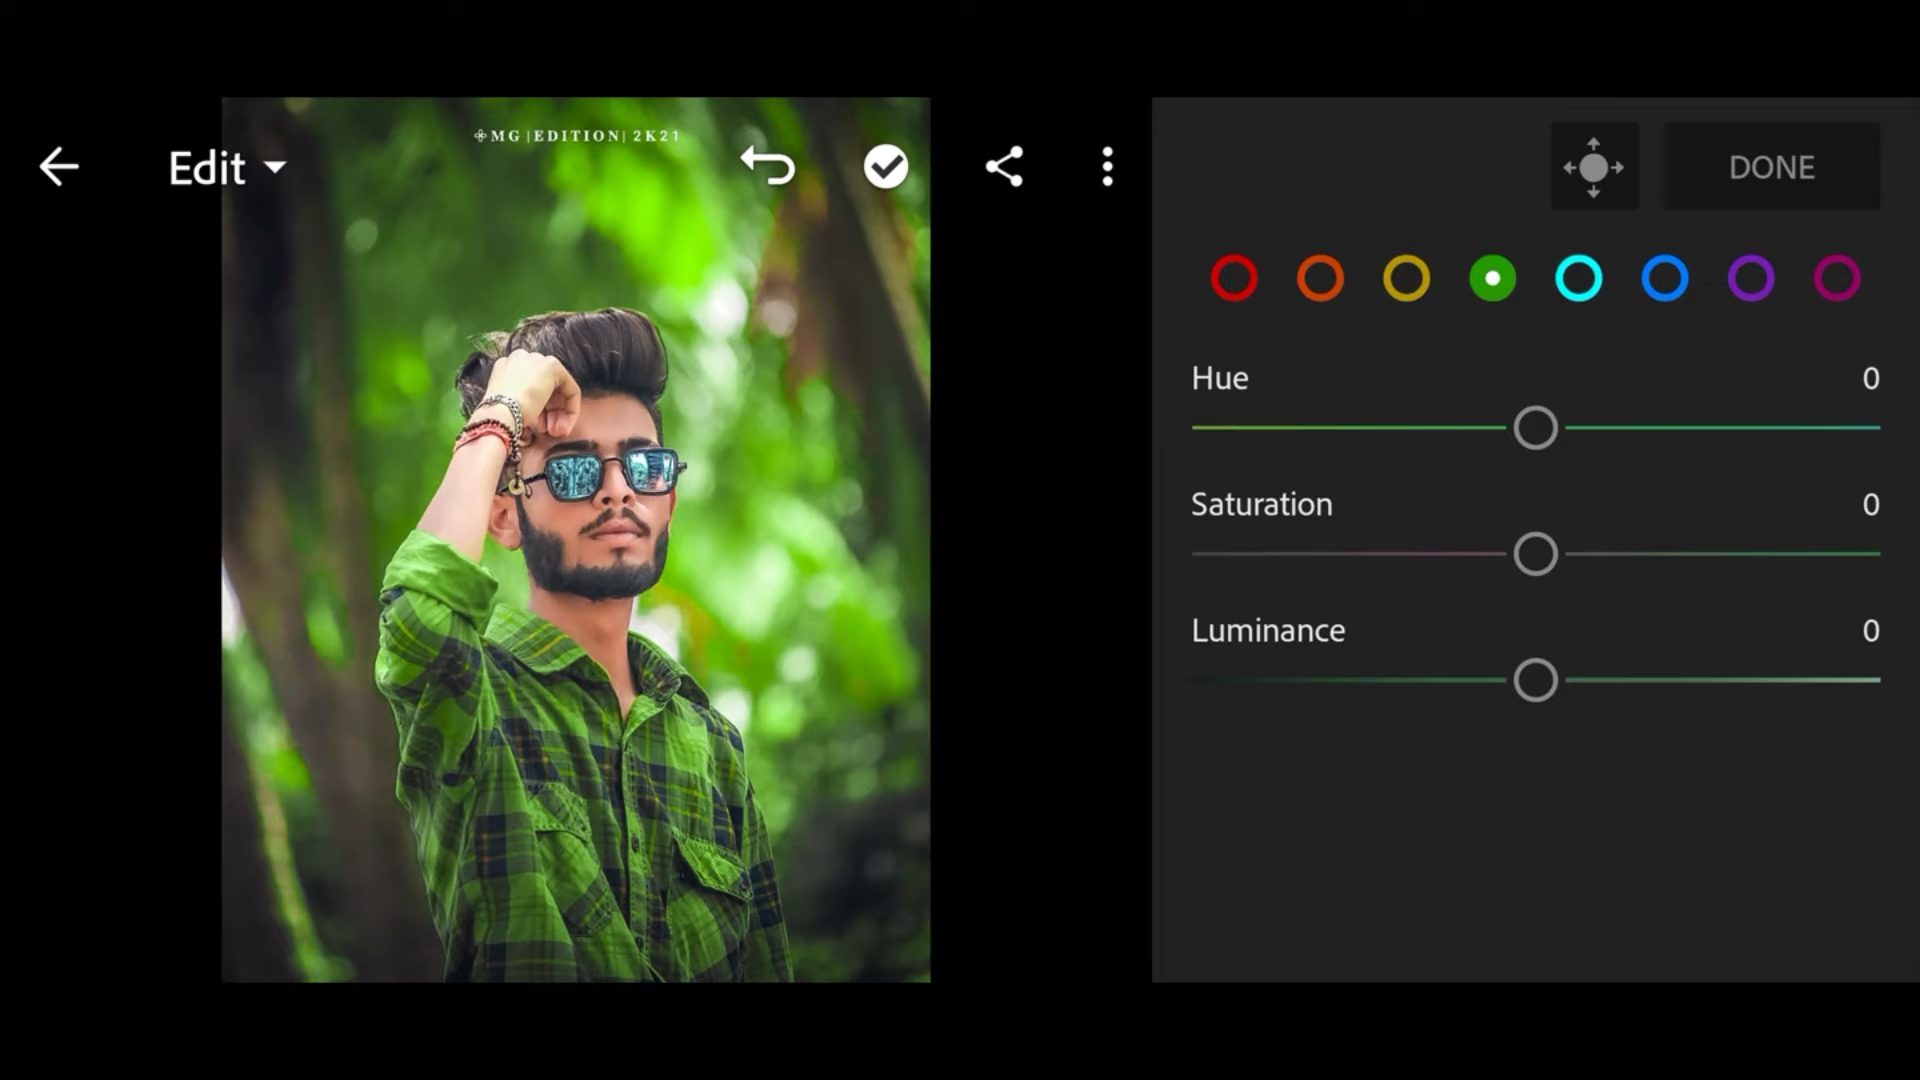 MG |EDITION| 2K21
Edit
DONE
Hue 0
Saturation 0
Luminance 0